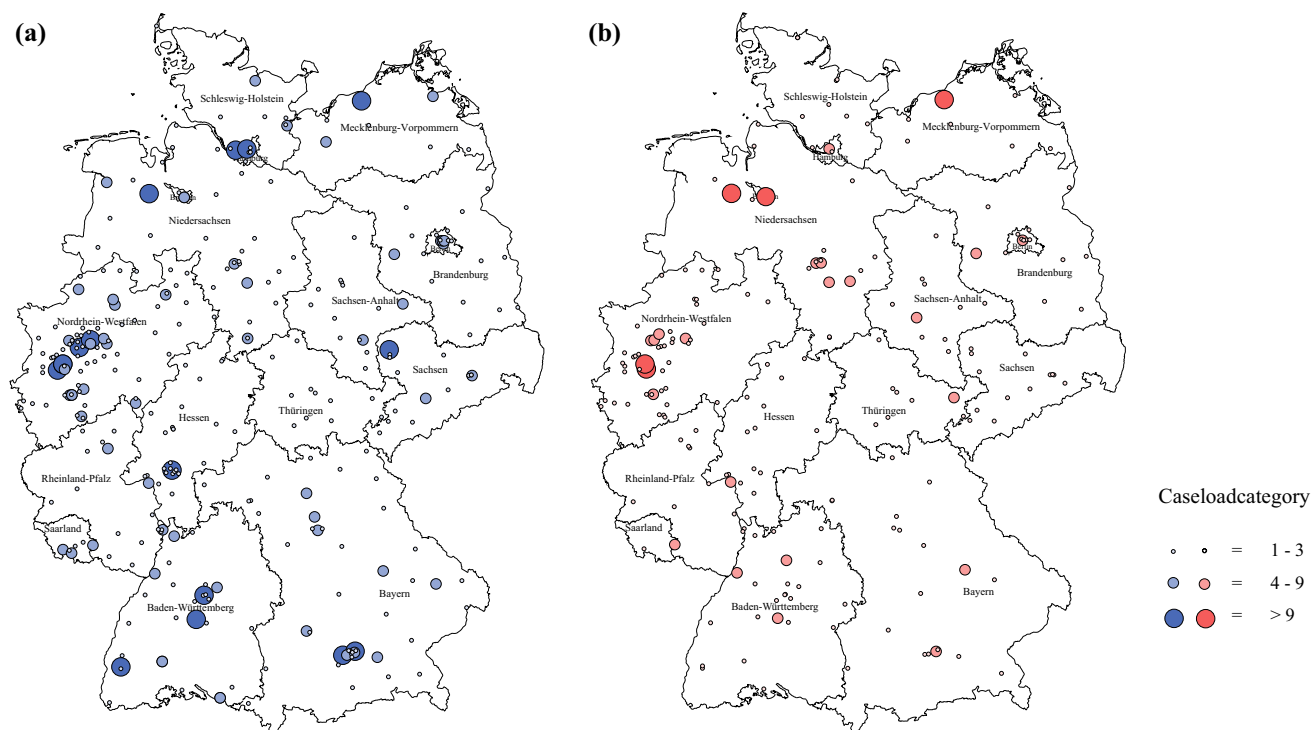 (a)
Schleswig-Holstein
Mecklenburg-Vorpommern
Niedersachsen
Berlin
Brandenburg
Sachsen-Anhalt
Nordrhein-Westfalen
Sachsen
Hessen
Thüringen
Rheinland-Pfalz
Saarland
Baden-Württemberg
Bayern
(b)
Schleswig-Holstein
Mecklenburg-Vorpommern
Hamburg
Niedersachsen
Berlin
Brandenburg
Sachsen-Anhalt
Nordrhein-Westfalen
Sachsen
Hessen
Thüringen
Rheinland-Pfalz
Saarland
Baden-Württemberg
Bayern
Caseloadcategory
= 1 - 3
= 4 - 9
= > 9